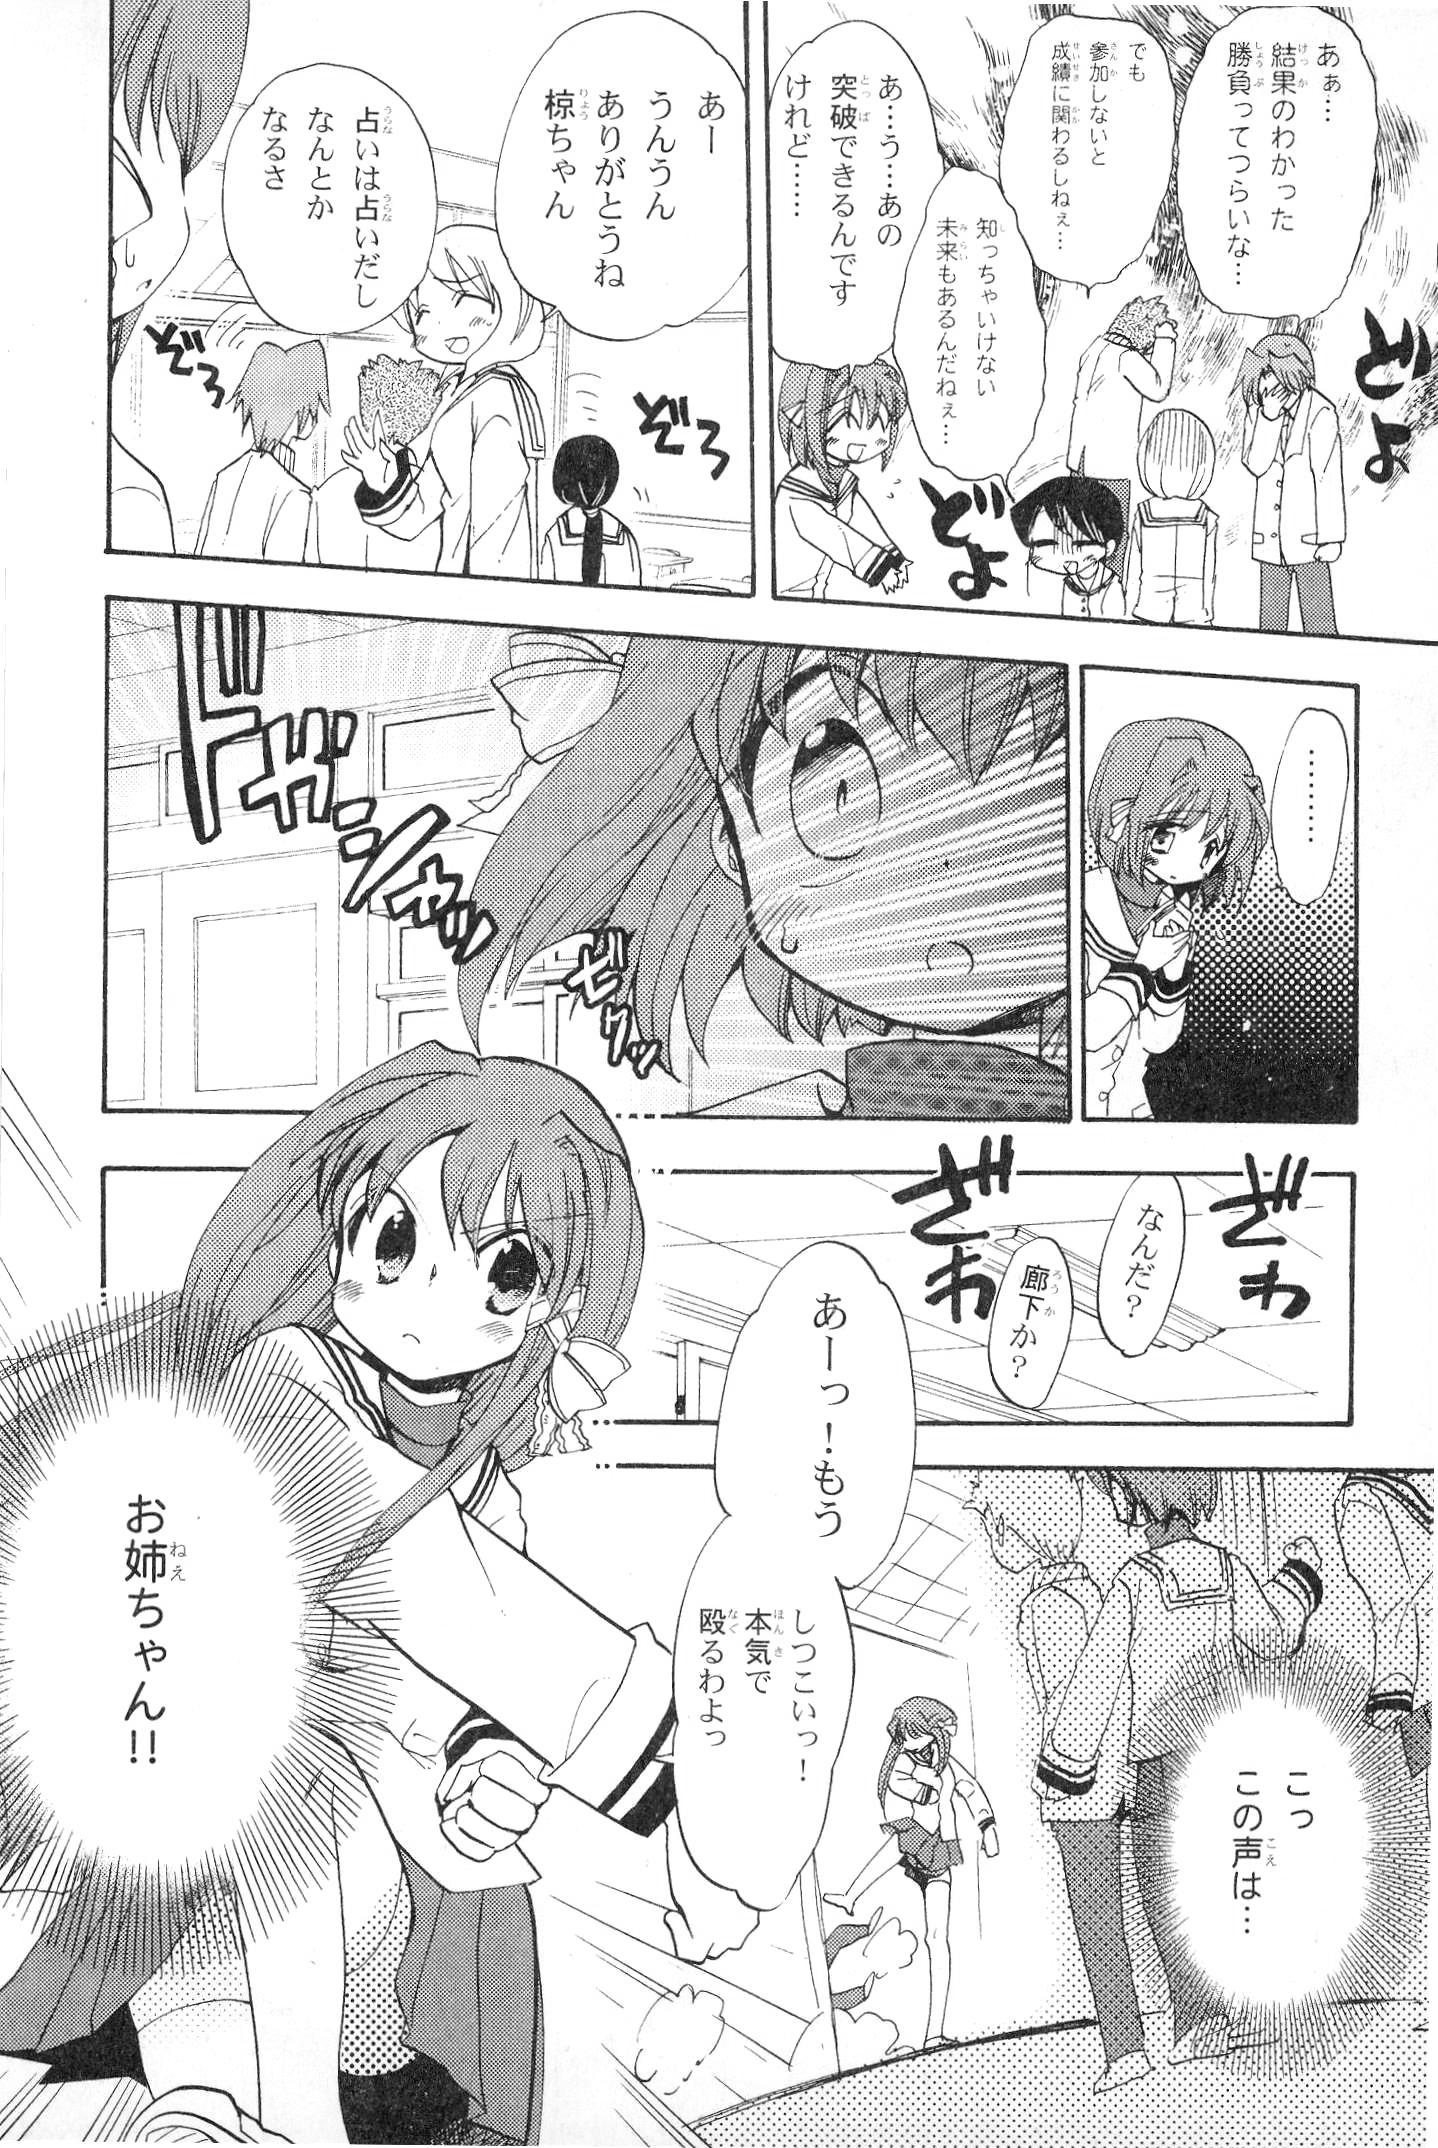 あぁ…
結果のわかった
勝負ってつらいな…
でも
参加しないと
成績に関わるしねぇ…
知っちゃいけない
未来もあるんだねぇ…
あ…う…あの
突破できるんです
けれど……
どよ
どよ
あー
うんうん
ありがとうね
椋ちゃん
占いは占いだし
なんとか
なるさ
ぞろ
ぞろ
………
ドガシャァッ
ビクッ
ざわ
なんだ?
廊下か?
ざわ
こっ
この声は…
あーっ!もう
しつこいっ!
本気で
殴るわよっ
お姉ちゃん!!